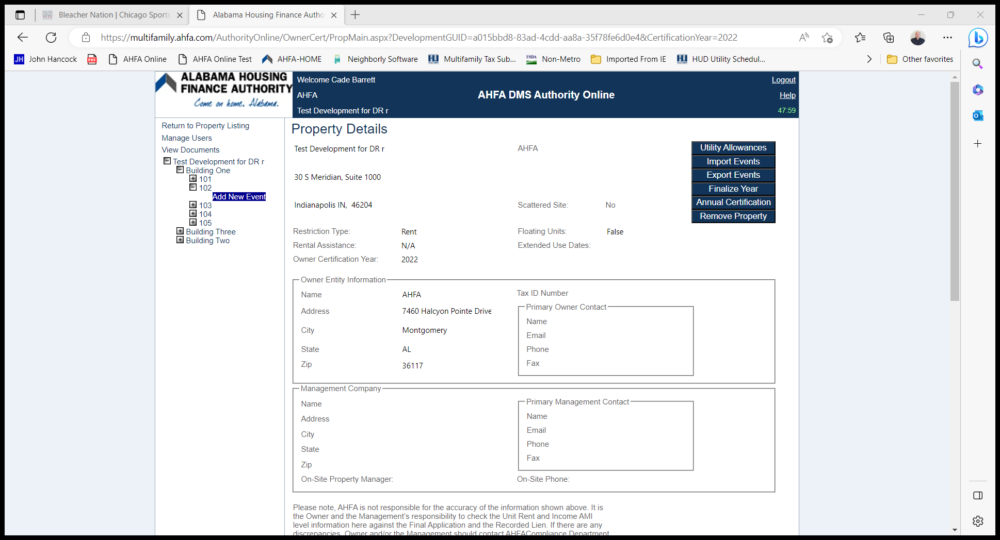 BN Bleacher Nation | Chicago Sports
Alabama Housing Finance Autho
https://multifamily.ahfa.com/AuthorityOnline/OwnerCert/PropMain.aspx?DevelopmentGUID=a015bbd8-83ad-4cdd-aa8a-35f78fe6d0e4&CertificationYear=2022
JH John Hancock
PDF
AHFA Online
AHFA Online Test
AHFA-HOME
Neighborly Software
Multifamily Tax Sub...
USDA Non-Metro
Imported From IE
HUD Utility Schedul...
Other favorites
ALABAMA HOUSING
FINANCE AUTHORITY
Come on home, Alabama.
Welcome Cade Barrett
Logout
AHFA
AHFA DMS Authority Online
Help
Test Development for DR r
47:59
Return to Property Listing
Manage Users
View Documents
Test Development for DR r
Building One
101
102
Add New Event
103
104
105
Building Three
Building Two
Property Details
Test Development for DR r
AHFA
30 S Meridian, Suite 1000
Indianapolis IN, 46204
Scattered Site: No
Utility Allowances
Import Events
Export Events
Finalize Year
Annual Certification
Remove Property
Restriction Type: Rent
Floating Units: False
Rental Assistance: N/A
Extended Use Dates:
Owner Certification Year: 2022
Owner Entity Information
Name AHFA
Address 7460 Halcyon Pointe Drive
City Montgomery
State AL
Zip 36117
Tax ID Number
Primary Owner Contact
Name
Email
Phone
Fax
Management Company
Name
Address
City
State
Zip
On-Site Property Manager:
Primary Management Contact
Name
Email
Phone
Fax
On-Site Phone:
Please note, AHFA is not responsible for the accuracy of the information shown above. It is
the Owner and the Management's responsibility to check the Unit Rent and Income AMI
level information here against the Final Application and the Recorded Lien. If there are any
discrepancies, Owner and/or the Management should contact AHFACompliance Department